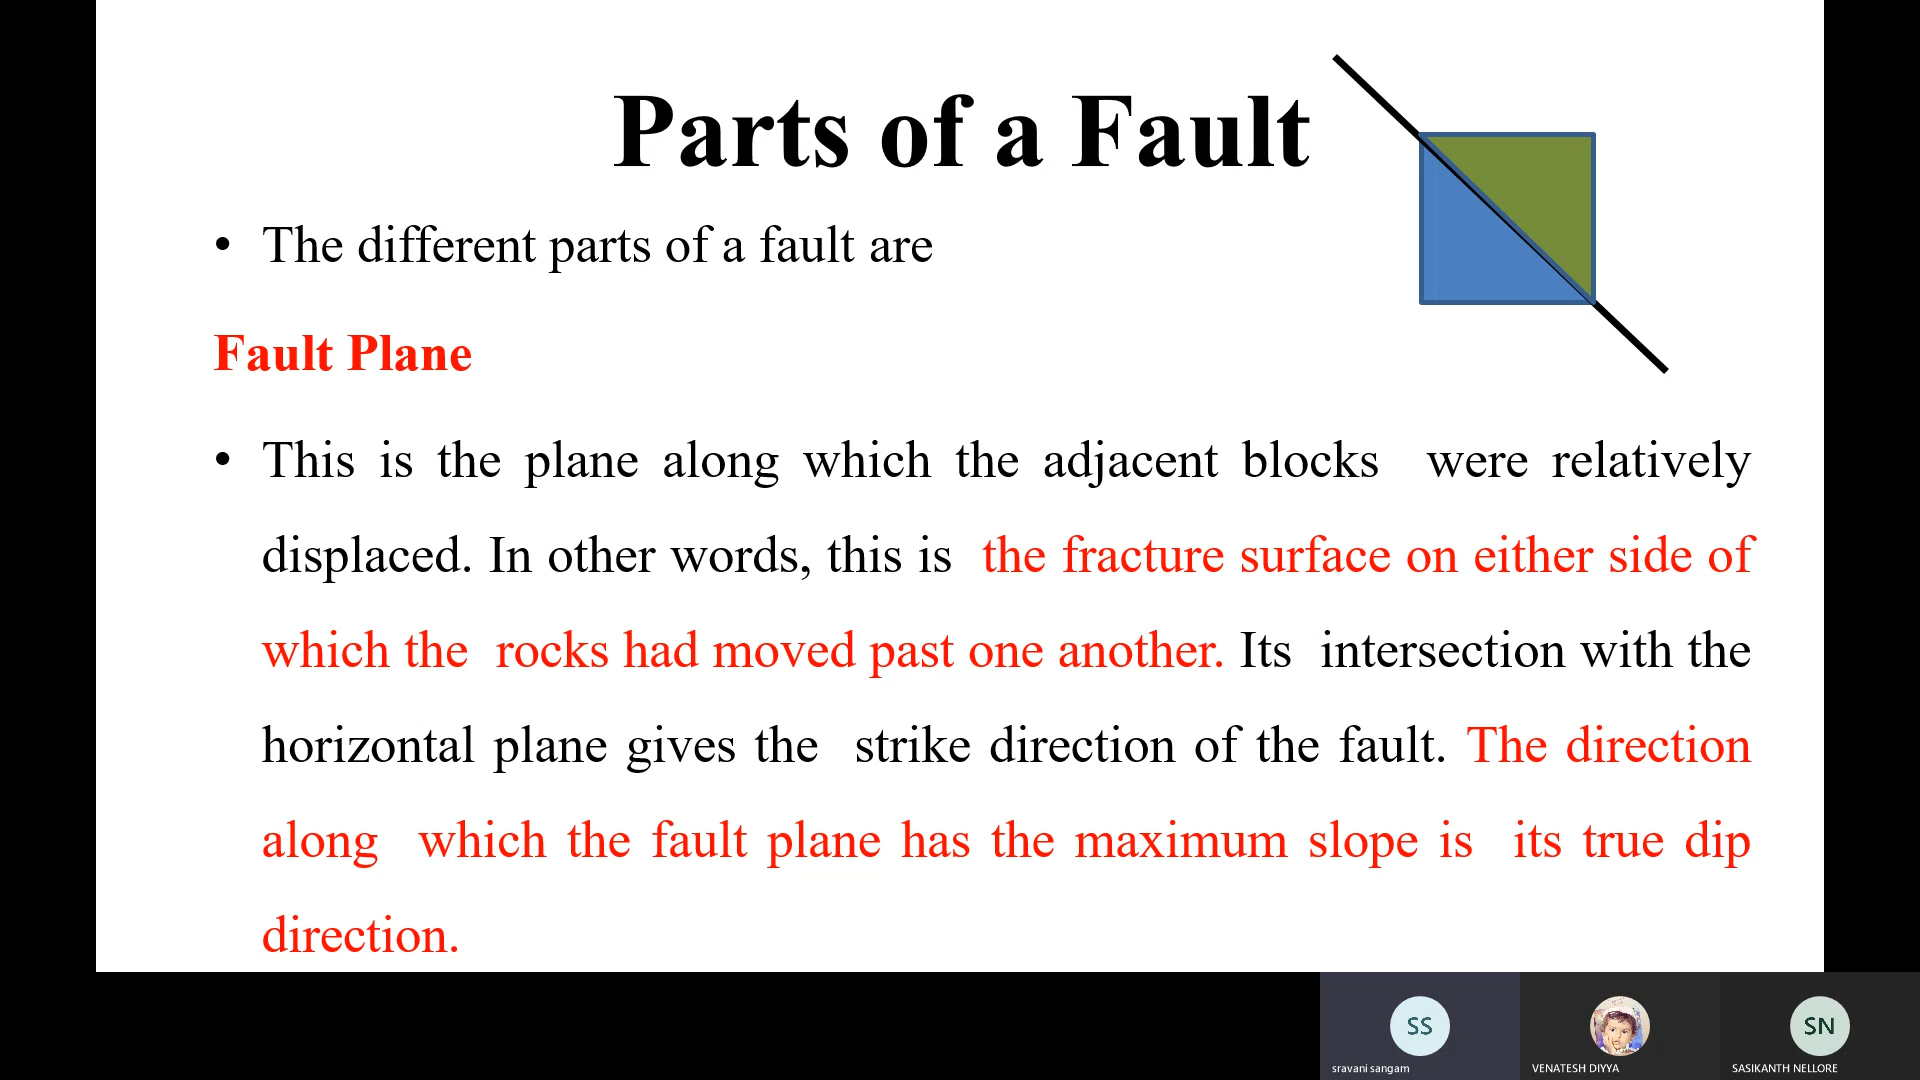 Parts of a Fault
• The different parts of a fault are
Fault Plane
• This is the plane along which the adjacent blocks were relatively
displaced. In other words, this is the fracture surface on either side of
which the rocks had moved past one another. Its intersection with the
horizontal plane gives the strike direction of the fault. The direction
along which the fault plane has the maximum slope is its true dip
direction.
SS
SN
sravani sangam
VENATESH DIYYA
SASIKANTH NELLORE